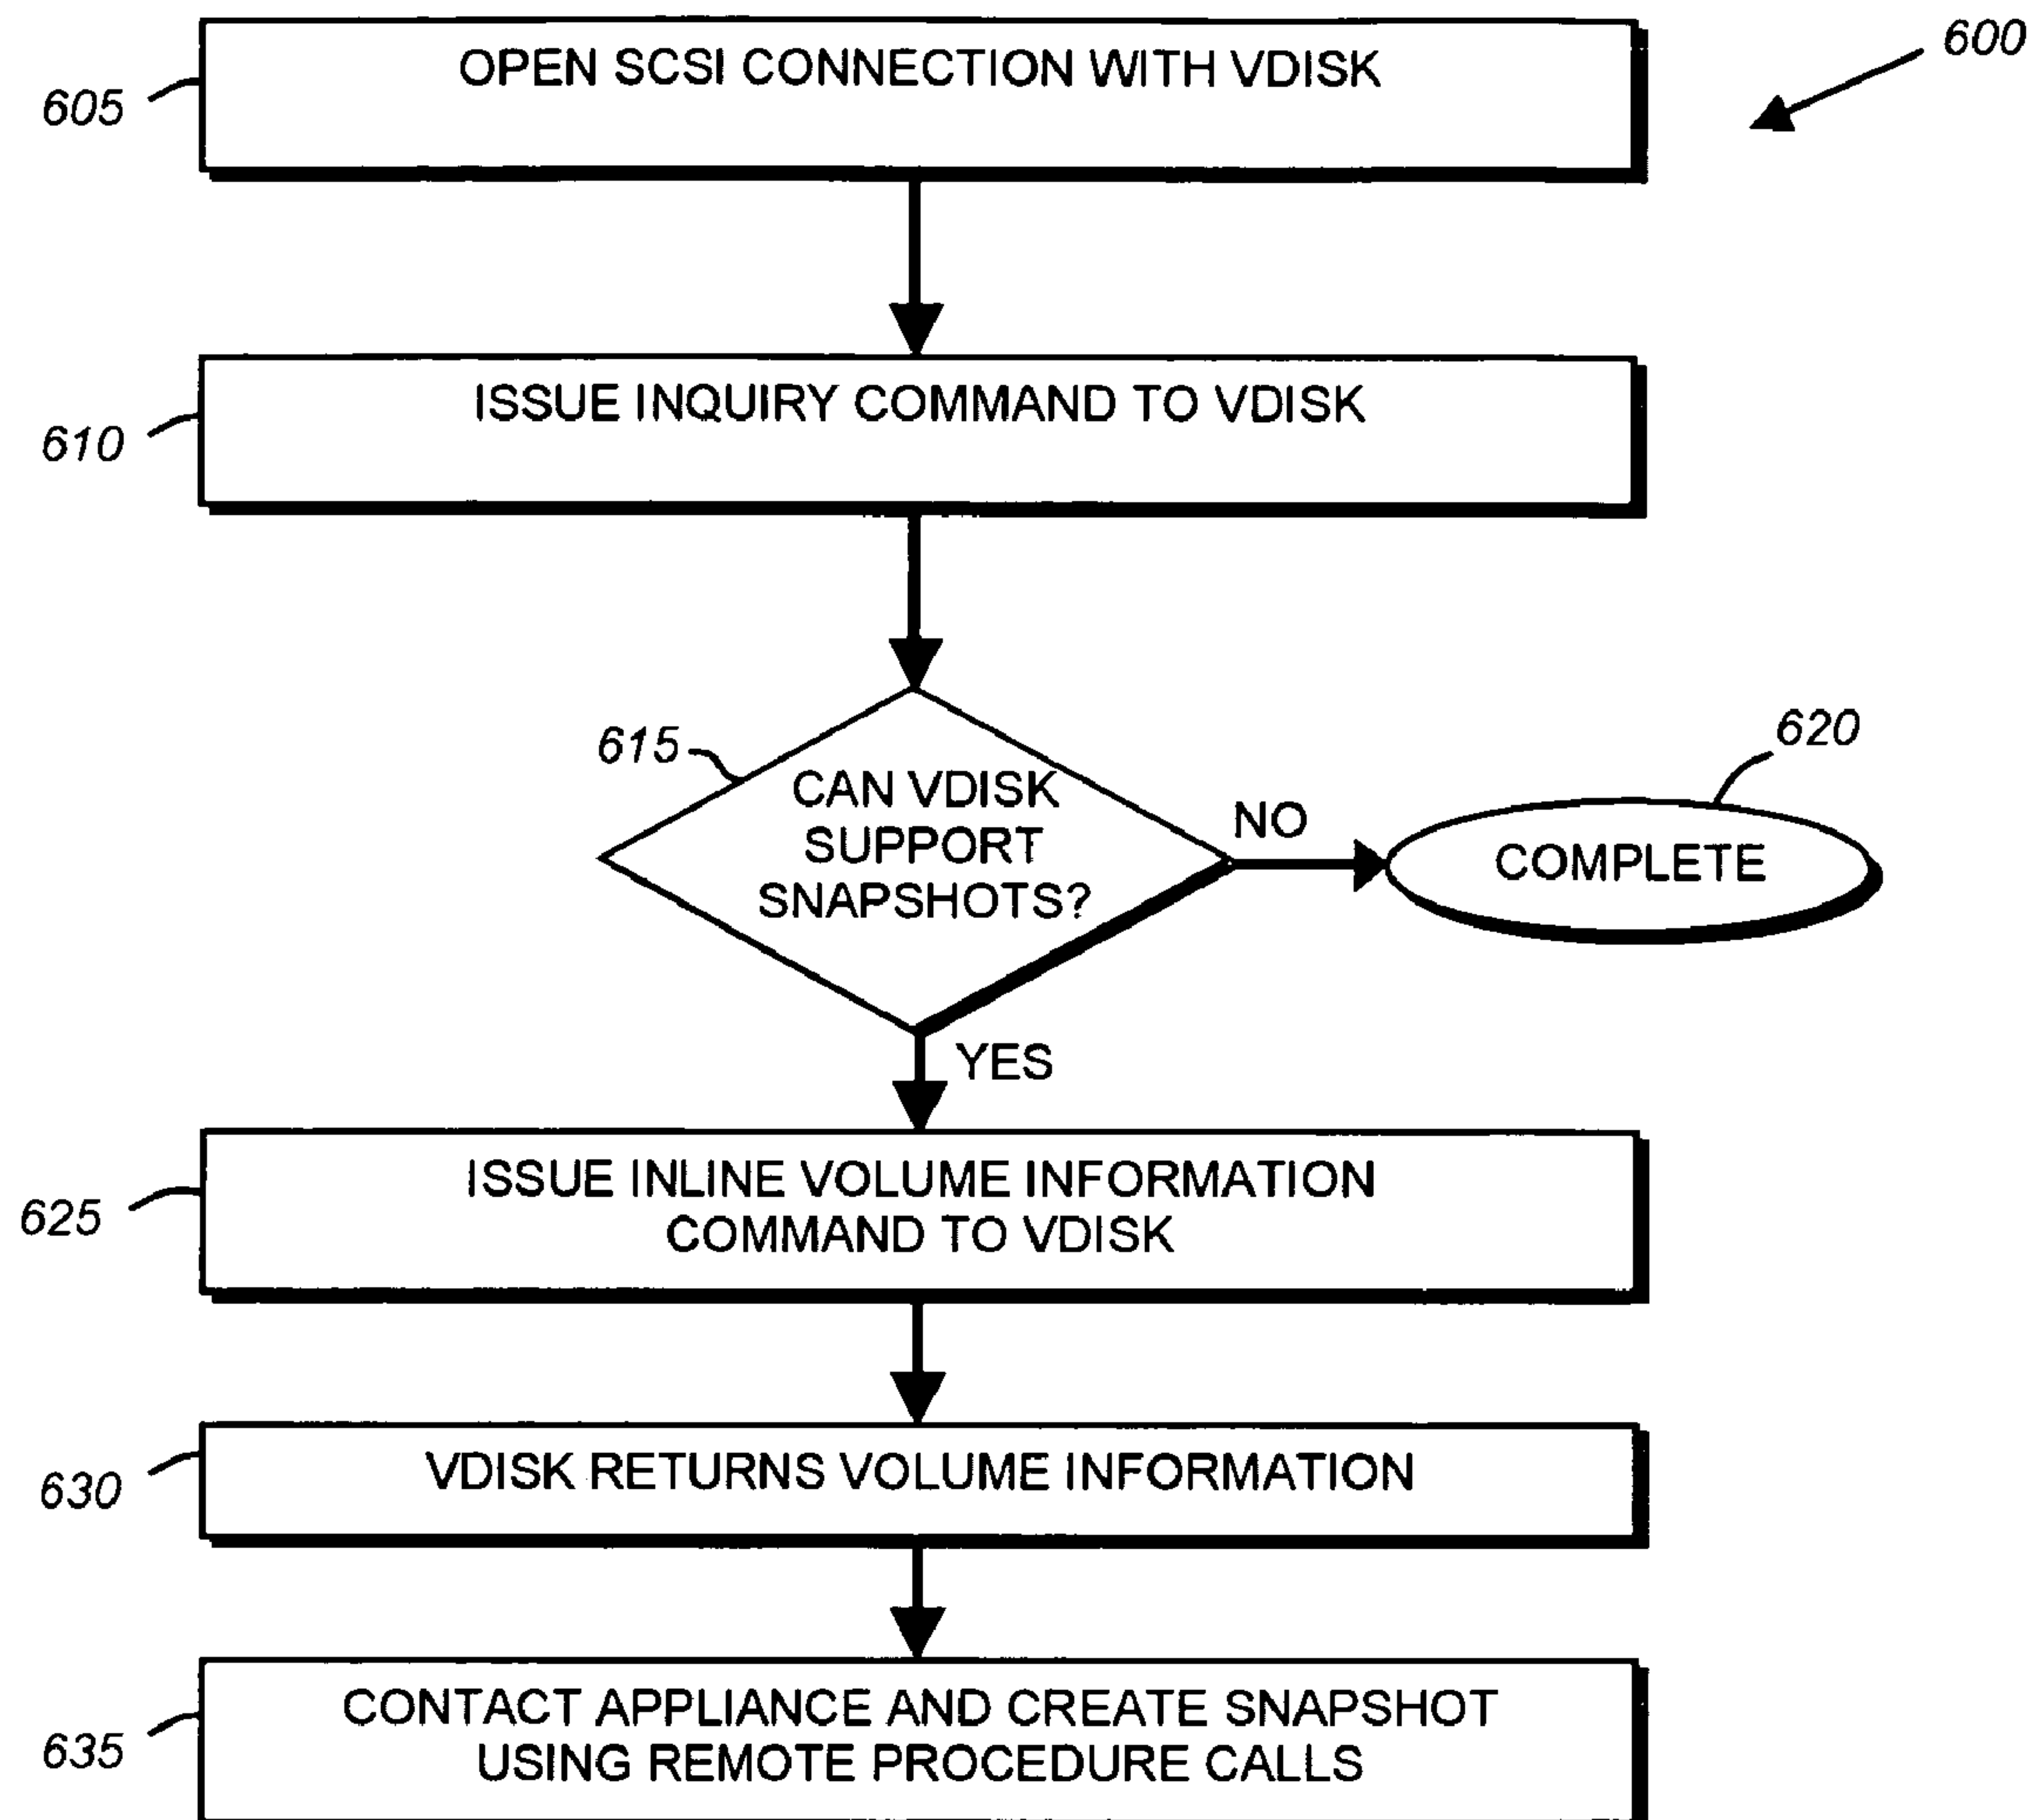 600
OPEN SCSI CONNECTION WITH VDISK
605
ISSUE INQUIRY COMMAND TO VDISK
610
615
CAN VDISK
SUPPORT
SNAPSHOTS?
NO
620
COMPLETE
YES
ISSUE INLINE VOLUME INFORMATION
COMMAND TO VDISK
625
VDISK RETURNS VOLUME INFORMATION
630
CONTACT APPLIANCE AND CREATE SNAPSHOT
USING REMOTE PROCEDURE CALLS
635